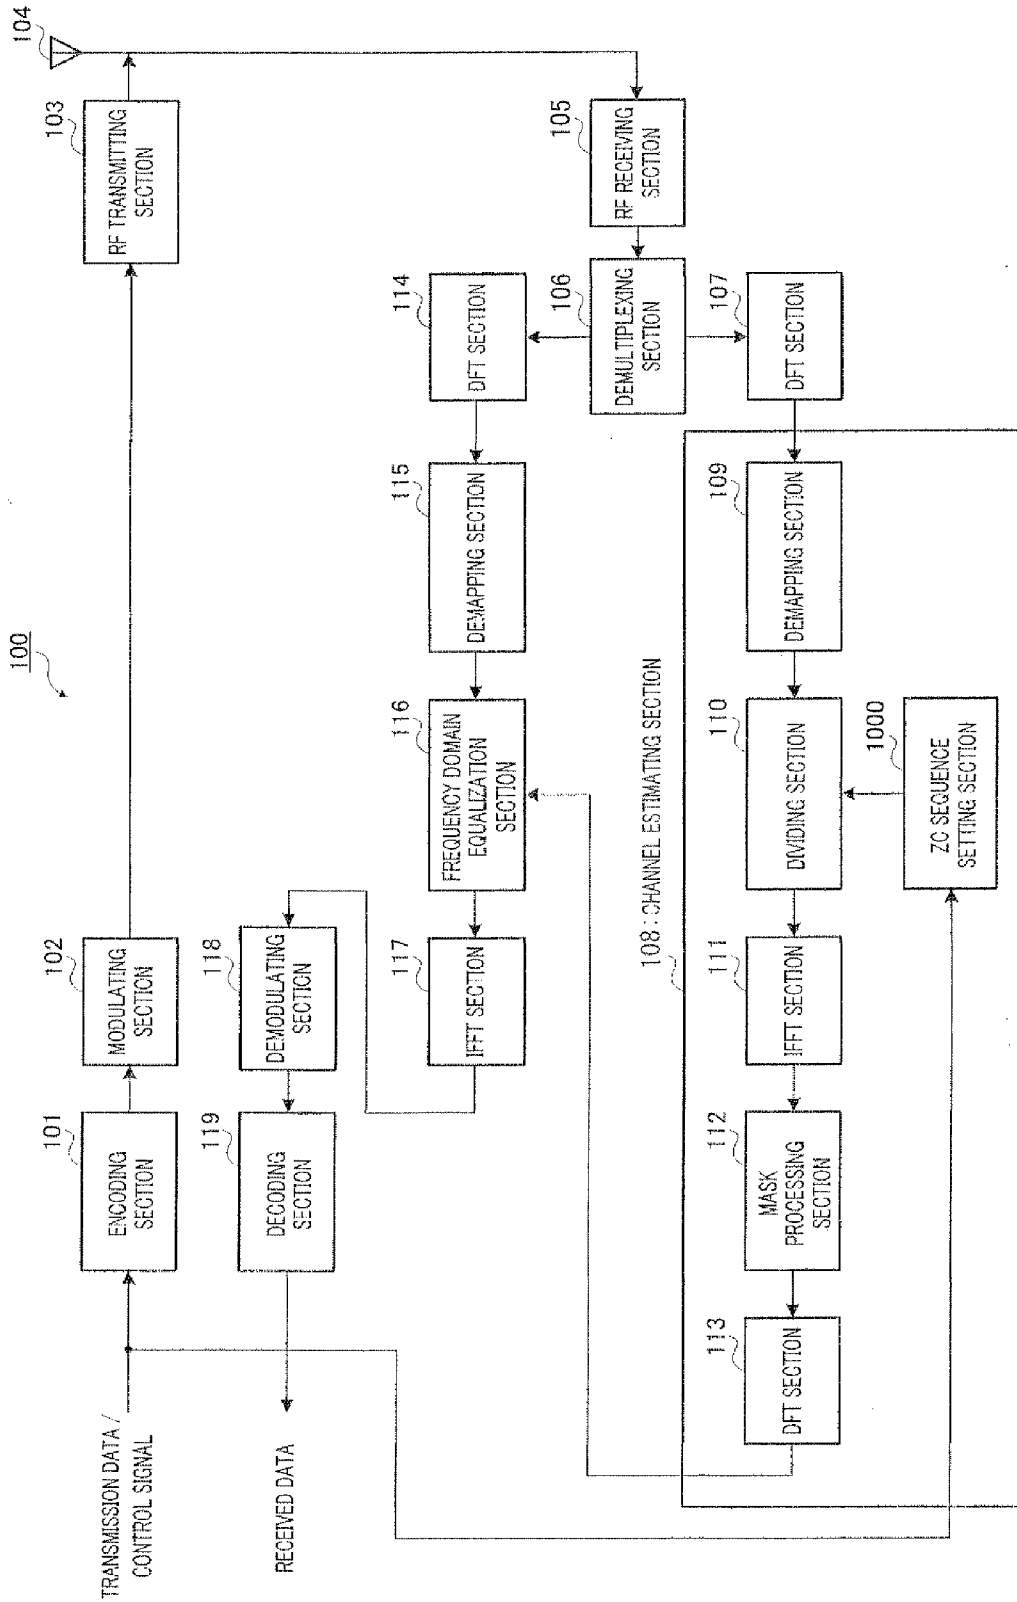 100
TRANSMISSION DATA /
CONTROL SIGNAL
101
ENCODING
SECTION
102
MODULATING
SECTION
103
RF TRANSMITTING
SECTION
104
RECEIVED DATA
119
DECODING
SECTION
118
DEMODULATING
SECTION
117
IFFT SECTION
116
FREQUENCY DOMAIN
EQUALIZATION
SECTION
115
DEMAPPING SECTION
114
DFT SECTION
106
DEMULTIPLEXING
SECTION
105
RF RECEIVING
SECTION
108 : CHANNEL ESTIMATING SECTION
113
DFT SECTION
112
MASK
PROCESSING
SECTION
111
IFFT SECTION
110
DIVIDING SECTION
109
DEMAPPING SECTION
107
DFT SECTION
1000
ZC SEQUENCE
SETTING SECTION